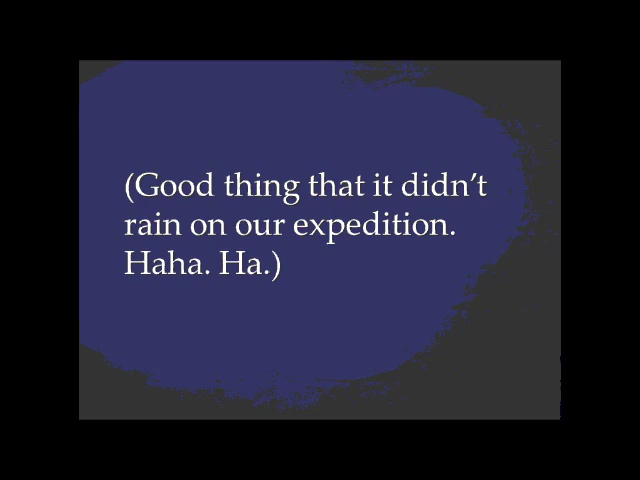 (Good thing that it didn’t
rain on our expedition.
Haha. Ha.)